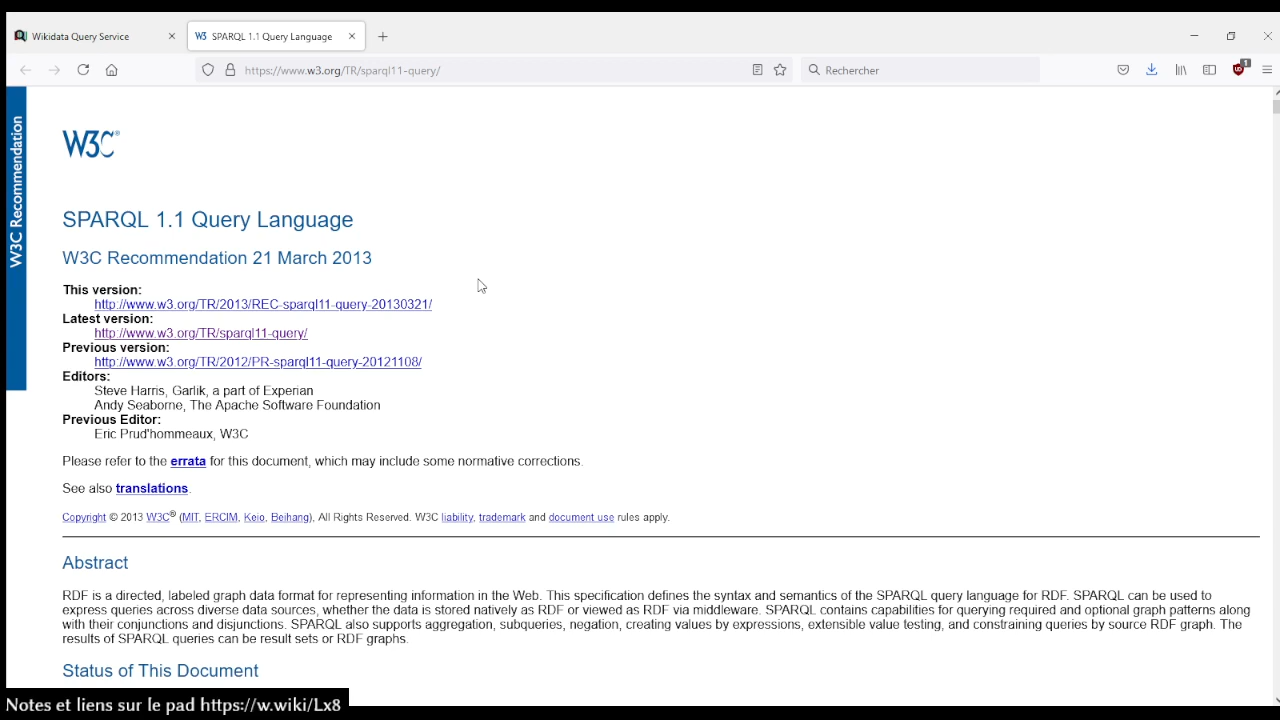 Wikidata Query Service
W3 SPARQL 1.1 Query Language
https://www.w3.org/TR/sparql11-query/
Rechercher
1
W3C Recommendation
W3C®
SPARQL 1.1 Query Language
W3C Recommendation 21 March 2013
This version:
http://www.w3.org/TR/2013/REC-sparql11-query-20130321/
Latest version:
http://www.w3.org/TR/sparql11-query/
Previous version:
http://www.w3.org/TR/2012/PR-sparql11-query-20121108/
Editors:
Steve Harris, Garlik, a part of Experian
Andy Seaborne, The Apache Software Foundation
Previous Editor:
Eric Prud'hommeaux, W3C
Please refer to the errata for this document, which may include some normative corrections.
See also translations.
Copyright © 2013 W3C® (MIT, ERCIM, Keio, Beihang), All Rights Reserved. W3C liability, trademark and document use rules apply.
Abstract
RDF is a directed, labeled graph data format for representing information in the Web. This specification defines the syntax and semantics of the SPARQL query language for RDF. SPARQL can be used to
express queries across diverse data sources, whether the data is stored natively as RDF or viewed as RDF via middleware. SPARQL contains capabilities for querying required and optional graph patterns along
with their conjunctions and disjunctions. SPARQL also supports aggregation, subqueries, negation, creating values by expressions, extensible value testing, and constraining queries by source RDF graph. The
results of SPARQL queries can be result sets or RDF graphs.
Status of This Document
Notes et liens sur le pad https://w.wiki/Lx8